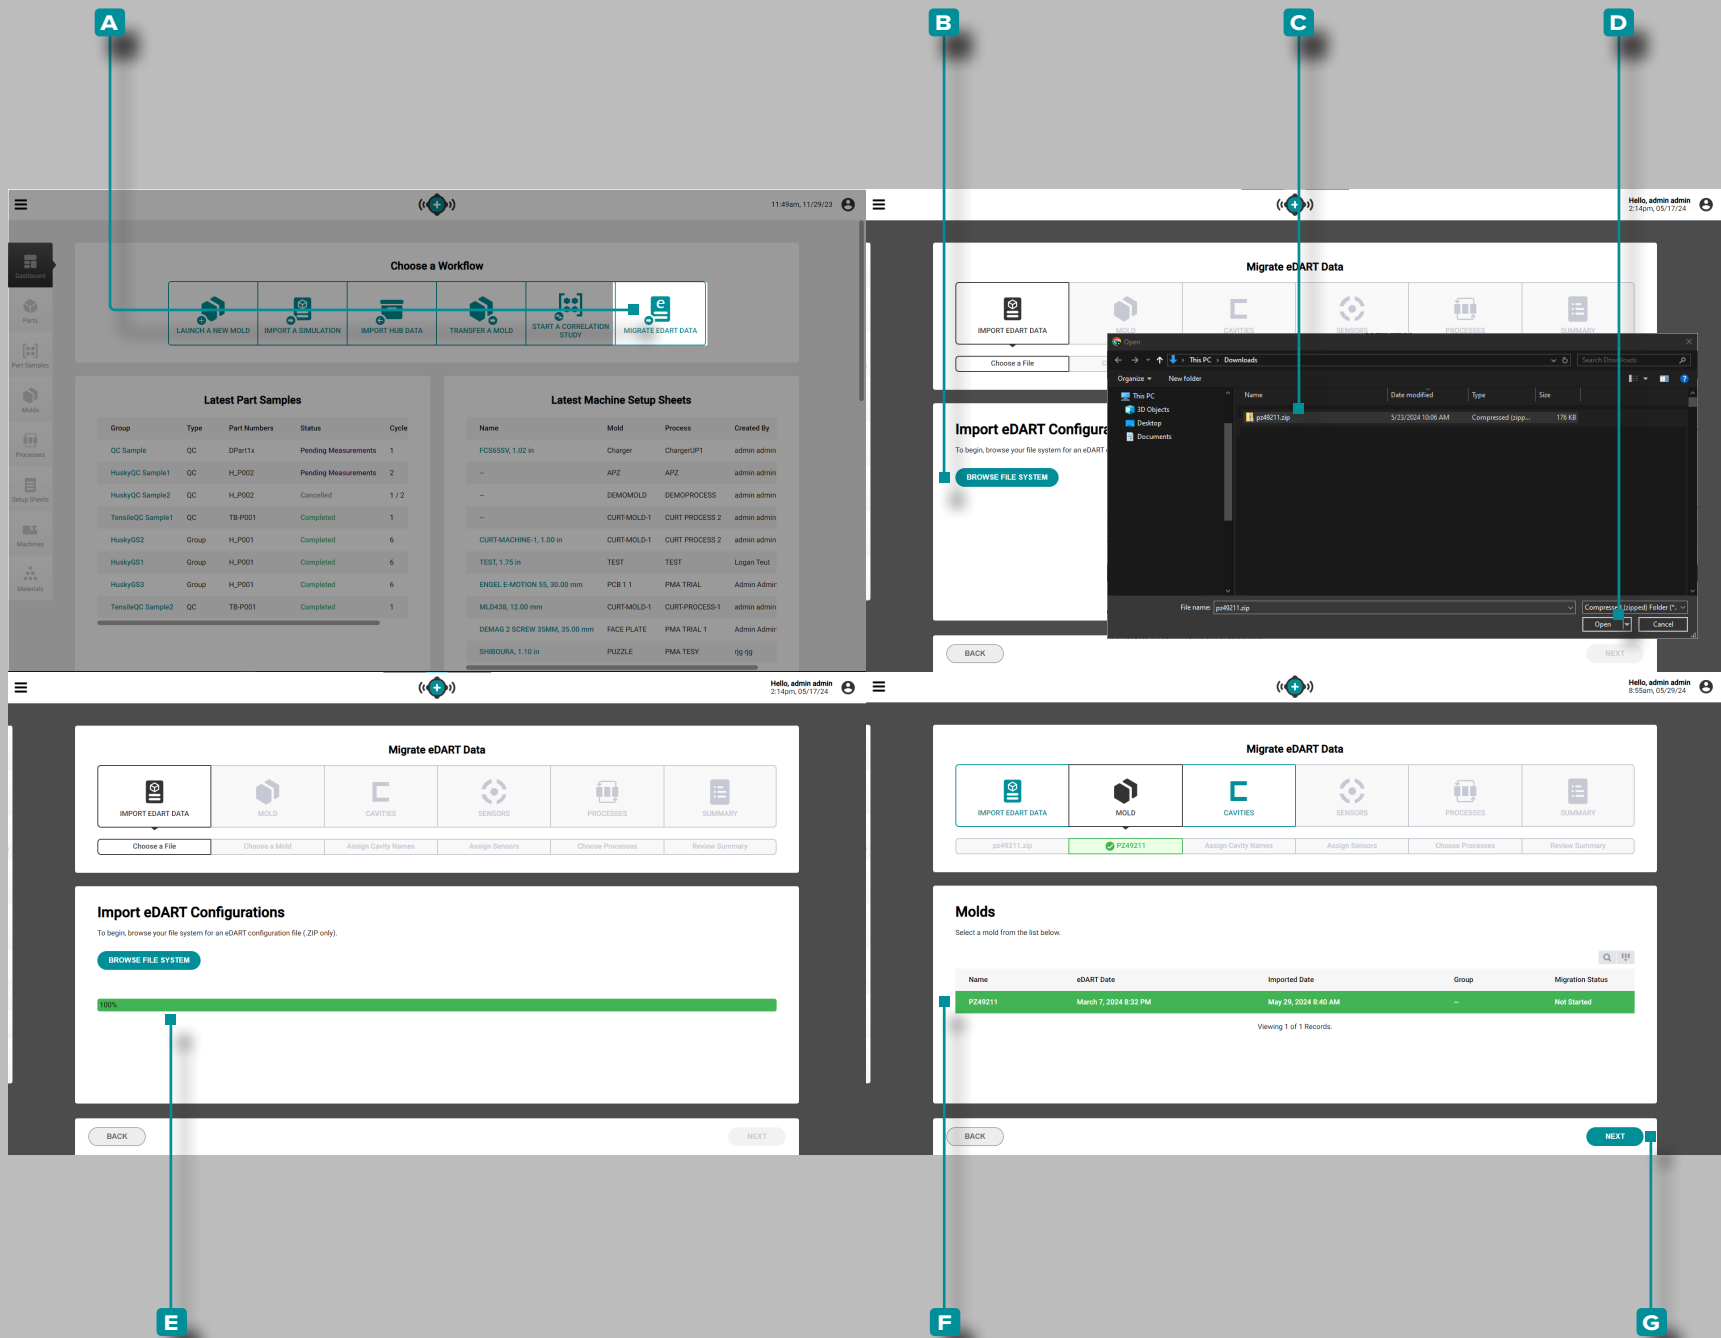 A
B
C
D
11:49am, 11/29/23
Dashboard
Parts
Part Samples
Molds
Processes
Setup Sheets
Machines
Materials
Choose a Workflow
LAUNCH A NEW MOLD
IMPORT A SIMULATION
IMPORT HUB DATA
TRANSFER A MOLD
START A CORRELATION
STUDY
e
MIGRATE EDART DATA
Latest Part Samples
Group Type Part Numbers Status Cycle
QC Sample QC DPart1x Pending Measurements 1
HuskyQC Sample1 QC H_P002 Pending Measurements 2
HuskyQC Sample2 QC H_P002 Cancelled 1 / 2
TensileQC Sample1 QC TB-P001 Completed 1
HuskyGS2 Group H_P001 Completed 6
HuskyGS1 Group H_P001 Completed 6
HuskyGS3 Group H_P001 Completed 6
TensileQC Sample2 QC TB-P001 Completed 1
Latest Machine Setup Sheets
Name Mold Process Created By
FCS65SV, 1.02 in Charger ChargerUP1 admin admin
-- APZ APZ admin admin
-- DEMOMOLD DEMOPROCESS admin admin
-- CURT-MOLD-1 CURT PROCESS 2 admin admin
CURT-MACHINE-1, 1.00 in CURT-MOLD-1 CURT PROCESS 2 admin admin
TEST, 1.75 in TEST TEST Logan Teut
ENGEL E-MOTION 55, 30.00 mm PCB 1 1 PMA TRIAL Admin Admin
MLD438, 12.00 mm CURT-MOLD-1 CURT-PROCESS-1 admin admin
DEMAG 2 SCREW 35MM, 35.00 mm FACE PLATE PMA TRIAL 1 Admin Admin
SHIBOURA, 1.10 in PUZZLE PMA TESY rjg rjg
Hello, admin admin
2:14pm, 05/17/24
Migrate eDART Data
IMPORT EDART DATA
MOLD
CAVITIES
SENSORS
PROCESSES
SUMMARY
Choose a File
Import eDART Configura
To begin, browse your file system for an eDART
BROWSE FILE SYSTEM
BACK
NEXT
Open
This PC › Downloads
Search Downloads
Organize
New folder
This PC
3D Objects
Desktop
Documents
Name Date modified Type Size
pz49211.zip 5/23/2024 10:06 AM Compressed (zipp... 176 KB
File name: pz49211.zip
Compressed (zipped) Folder (*.
Open
Cancel
Hello, admin admin
2:14pm, 05/17/24
Migrate eDART Data
IMPORT EDART DATA
MOLD
CAVITIES
SENSORS
PROCESSES
SUMMARY
Choose a File
Choose a Mold
Assign Cavity Names
Assign Sensors
Choose Processes
Review Summary
Import eDART Configurations
To begin, browse your file system for an eDART configuration file (.ZIP only).
BROWSE FILE SYSTEM
100%
BACK
NEXT
Hello, admin admin
8:55am, 05/29/24
Migrate eDART Data
IMPORT EDART DATA
MOLD
CAVITIES
SENSORS
PROCESSES
SUMMARY
pz49211.zip
PZ49211
Assign Cavity Names
Assign Sensors
Choose Processes
Review Summary
Molds
Select a mold from the list below.
Name eDART Date Imported Date Group Migration Status
PZ49211 March 7, 2024 8:32 PM May 29, 2024 8:40 AM -- Not Started
Viewing 1 of 1 Records.
BACK
NEXT
E
F
G